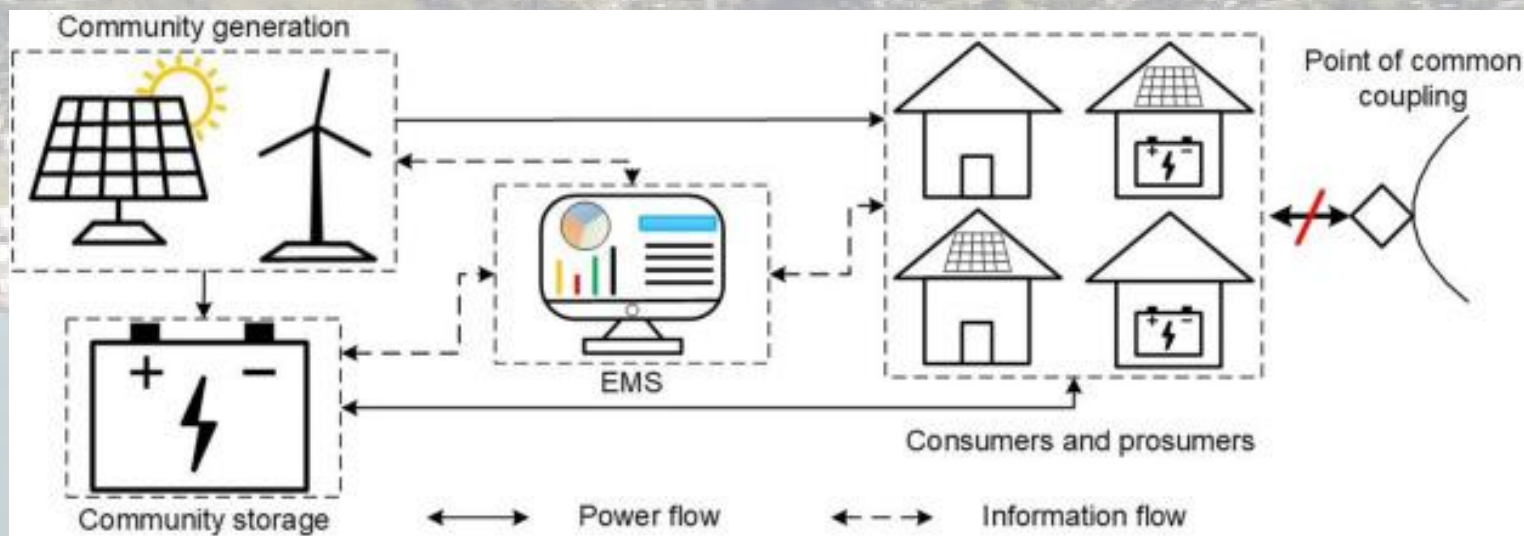 Community generation
Point of common
coupling
+ -
+ -
EMS
+ -
Consumers and prosumers
Community storage
Power flow
Information flow